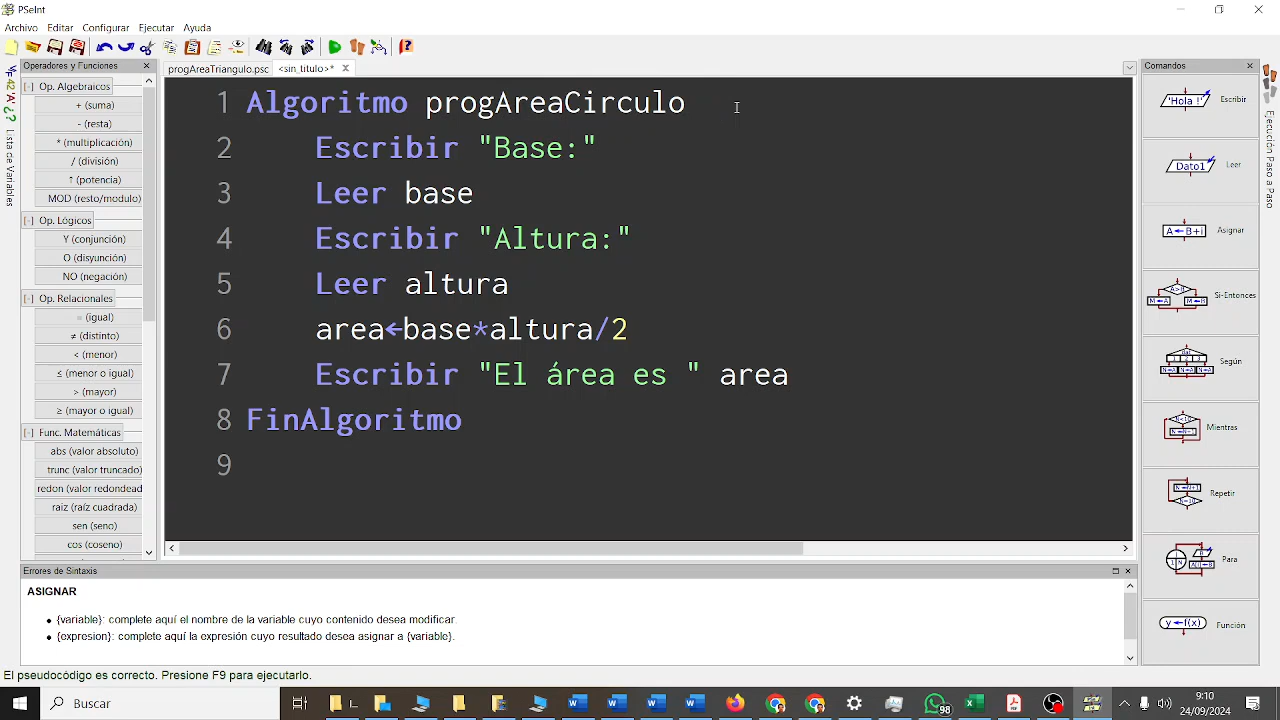 PSeInt
Archivo Editar Configurar Ejecutar Ayuda
Operadores y Funciones
progAreaTriangulo.psc <sin_titulo>*
Comandos
Op. Algebraicos
+ (suma)
- (resta)
* (multiplicación)
/ (división)
↑ (potencia)
MOD (resto/modulo)
Op. Lógicos
Y (conjunción)
O (disjunción)
NO (negación)
Op. Relacionales
= (igual)
≠ (distinto)
< (menor)
≤ (menor o igual)
> (mayor)
≥ (mayor o igual)
Func. Matemáticas
abs (valor absoluto)
trunc (valor truncado)
redon (valor redondead
raiz (raíz cuadrada)
sen (seno)
cos (coseno)
Lista de Variables
1 Algoritmo progAreaCirculo
2 Escribir "Base:"
3 Leer base
4 Escribir "Altura:"
5 Leer altura
6 area←base*altura/2
7 Escribir "El área es " area
8 FinAlgoritmo
9
'Hola !' Escribir
Dato1 Leer
A←B+i Asignar
Si-Entonces
Según
Mientras
Repetir
Para
y←f(x) Función
Ejecución Paso a Paso
Errores de Sintaxis
ASIGNAR
• {variable}: complete aquí el nombre de la variable cuyo contenido desea modificar.
• {expresion}: complete aquí la expresión cuyo resultado desea asignar a {variable}.
El pseudocódigo es correcto. Presione F9 para ejecutarlo.
Buscar
98
5:10
24/09/2024